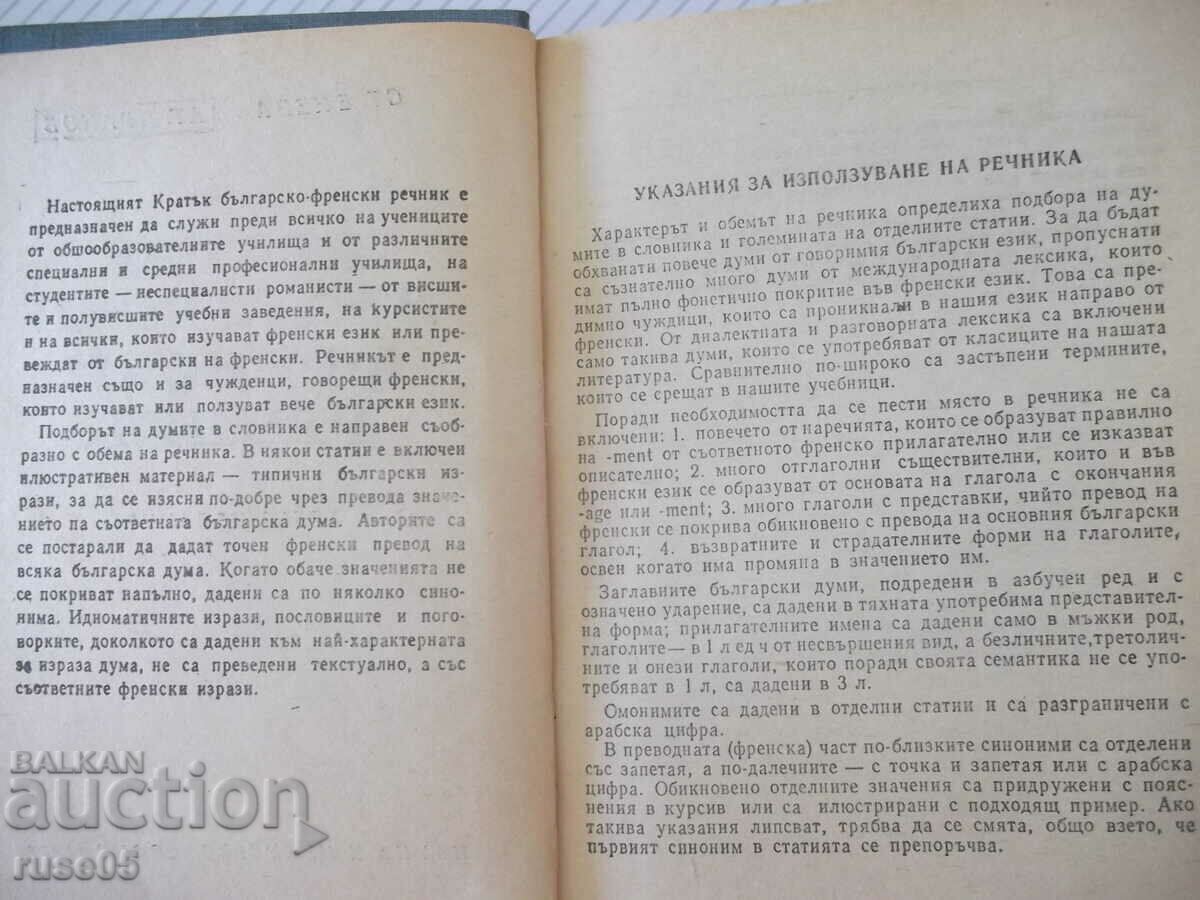 Настоящият Кратък българско-френски речник е
предназначен да служи преди всичко на учениците
от общообразователните училища и от различните
специални и средни професионални училища, на
студентите — неспециалисти романисти — от висши-
те и полувисшите учебни заведения, на курсистите
и на всички, които изучават френски език или пре-
веждат от български на френски. Речникът е пред-
назначен също и за чужденци, говорещи френски,
които изучават или ползуват вече български език.
Подборът на думите в словника е направен съоб-
разно с обема на речника. В някои статии е включен
илюстративен материал — типични български из-
рази, за да се изясни по-добре чрез превода значе-
нието па съответната българска дума. Авторите са
се постарали да дадат точен френски превод на
всяка българска дума. Когато обаче значенията не
се покриват напълно, дадени са по няколко сино-
нима. Идиоматичните изрази, пословиците и пого-
ворките, доколкото са дадени към най-характерната
за израза дума, не са преведени текстуално, а със
съответните френски изрази.
УКАЗАНИЯ ЗА ИЗПОЛЗУВАНЕ НА РЕЧНИКА
Характерът и обемът на речника определиха подбора на ду-
мите в словника и големината на отделните статии. За да бъдат
обхванати повече думи от говоримия български език, пропуснати
са съзнателно много думи от международната лексика, които
имат пълно фонетично покритие във френски език. Това са пре-
димно чуждици, които са проникнали в нашия език направо от
френски. От диалектната и разговорната лексика са включени
само такива думи, които се употребяват от класиците на нашата
литература. Сравнително по-широко са застъпени термините,
които се срещат в нашите учебници.
Поради необходимостта да се пести място в речника не са
включени: 1. повечето от наречията, които се образуват правилно
на -ment от съответното френско прилагателно или се изказват
описателно; 2. много отглаголни съществителни, които и във
френски език се образуват от основата на глагола с окончания
-age или -ment; 3. много глаголи с представки, чийто превод на
френски се покрива обикновено с превода на основния български
глагол; 4. възвратните и страдателните форми на глаголите,
освен когато има промяна в значението им.
Заглавните български думи, подредени в азбучен ред и с
означено ударение, са дадени в тяхната употребима представител-
на форма; прилагателните имена са дадени само в мъжки род,
глаголите — в 1 л ед ч от несвършения вид, а безличните, третолич-
ните и онези глаголи, които поради своята семантика не се упо-
требяват в 1 л, са дадени в 3 л.
Омонимите са дадени в отделни статии и са разграничени с
арабска цифра.
В преводната (френска) част по-близките синоними са отделени
със запетая, а по-далечните — с точка и запетая или с арабска
цифра. Обикновено отделните значения са придружени с пояс-
нения в курсив или са илюстрирани с подходящ пример. Ако
такива указания липсват, трябва да се смята, общо взето, че
първият синоним в статията се препоръчва.
BALKAN
auction
ruse05